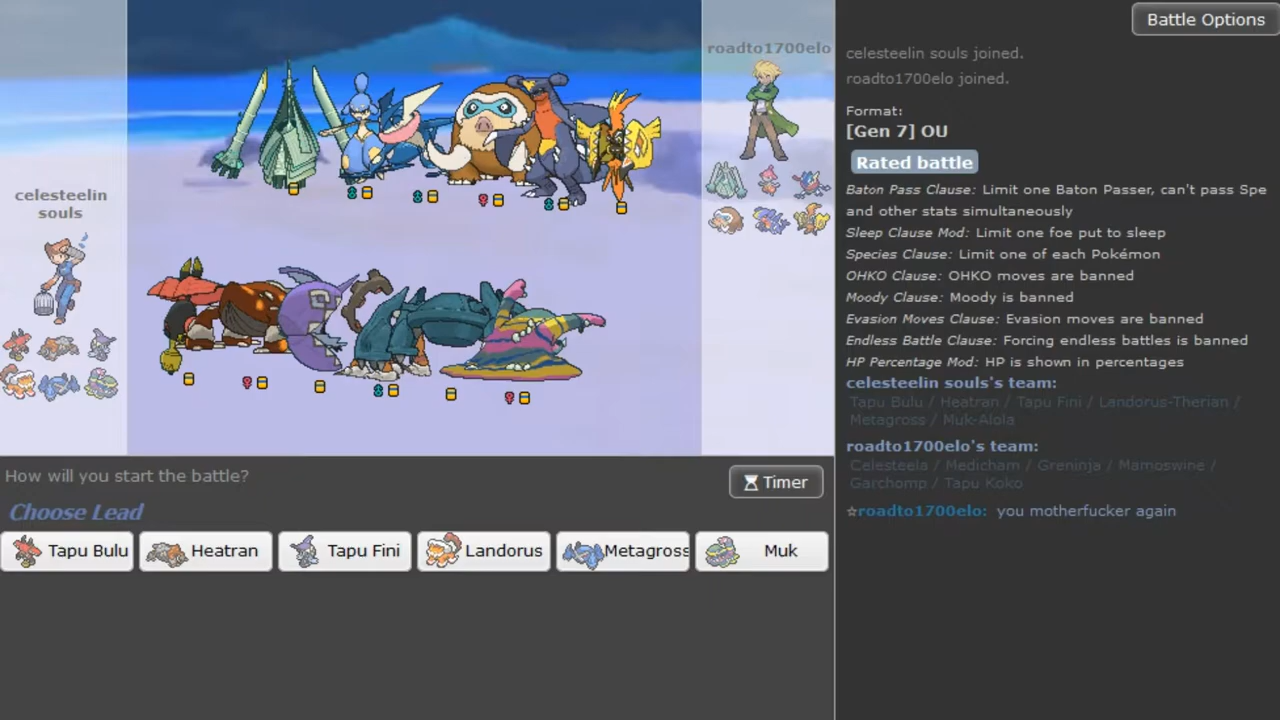 Battle Options
roadto1700elo
celesteelin
souls
celesteelin souls joined.
roadto1700elo joined.
Format:
[Gen 7] OU
Rated battle
Baton Pass Clause: Limit one Baton Passer, can't pass Spe
and other stats simultaneously
Sleep Clause Mod: Limit one foe put to sleep
Species Clause: Limit one of each Pokémon
OHKO Clause: OHKO moves are banned
Moody Clause: Moody is banned
Evasion Moves Clause: Evasion moves are banned
Endless Battle Clause: Forcing endless battles is banned
HP Percentage Mod: HP is shown in percentages
celesteelin souls's team:
Tapu Bulu / Heatran / Tapu Fini / Landorus-Therian /
Metagross / Muk-Alola
roadto1700elo's team:
Celesteela / Medicham / Greninja / Mamoswine /
Garchomp / Tapu Koko
☆roadto1700elo: you motherfucker again
How will you start the battle?
Timer
Choose Lead
Tapu Bulu
Heatran
Tapu Fini
Landorus
Metagross
Muk